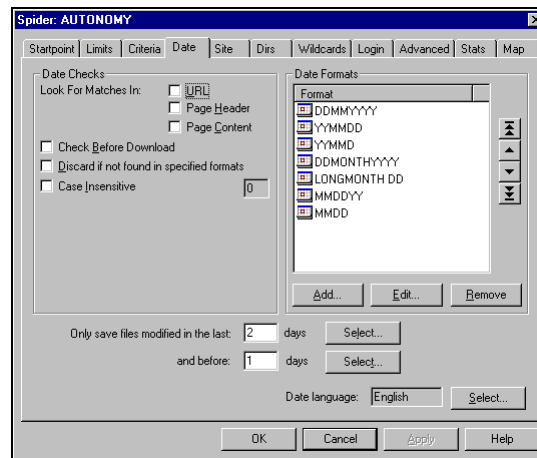 Spider: AUTONOMY
Startpoint Limits Criteria Date Site Dirs Wildcards Login Advanced Stats Map
Date Checks
Look For Matches In: URL
Page Header
Page Content
Check Before Download
Discard if not found in specified formats
Case Insensitive 0
Date Formats
Format
DDMMYYYY
YYMMDD
YYMMD
DDMONTHYYYY
LONGMONTH DD
MMDDYY
MMDD
Add... Edit... Remove
Only save files modified in the last: 2 days Select...
and before: 1 days Select...
Date language: English Select...
OK Cancel Apply Help